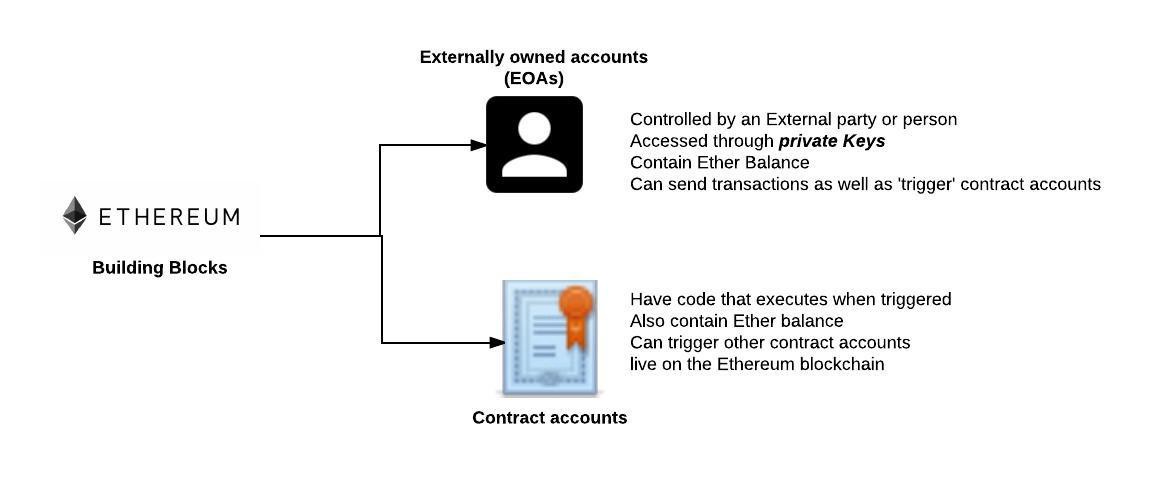 Externally owned accounts
(EOAs)
Controlled by an External party or person
Accessed through private Keys
Contain Ether Balance
Can send transactions as well as 'trigger' contract accounts
ETHEREUM
Building Blocks
Have code that executes when triggered
Also contain Ether balance
Can trigger other contract accounts
live on the Ethereum blockchain
Contract accounts